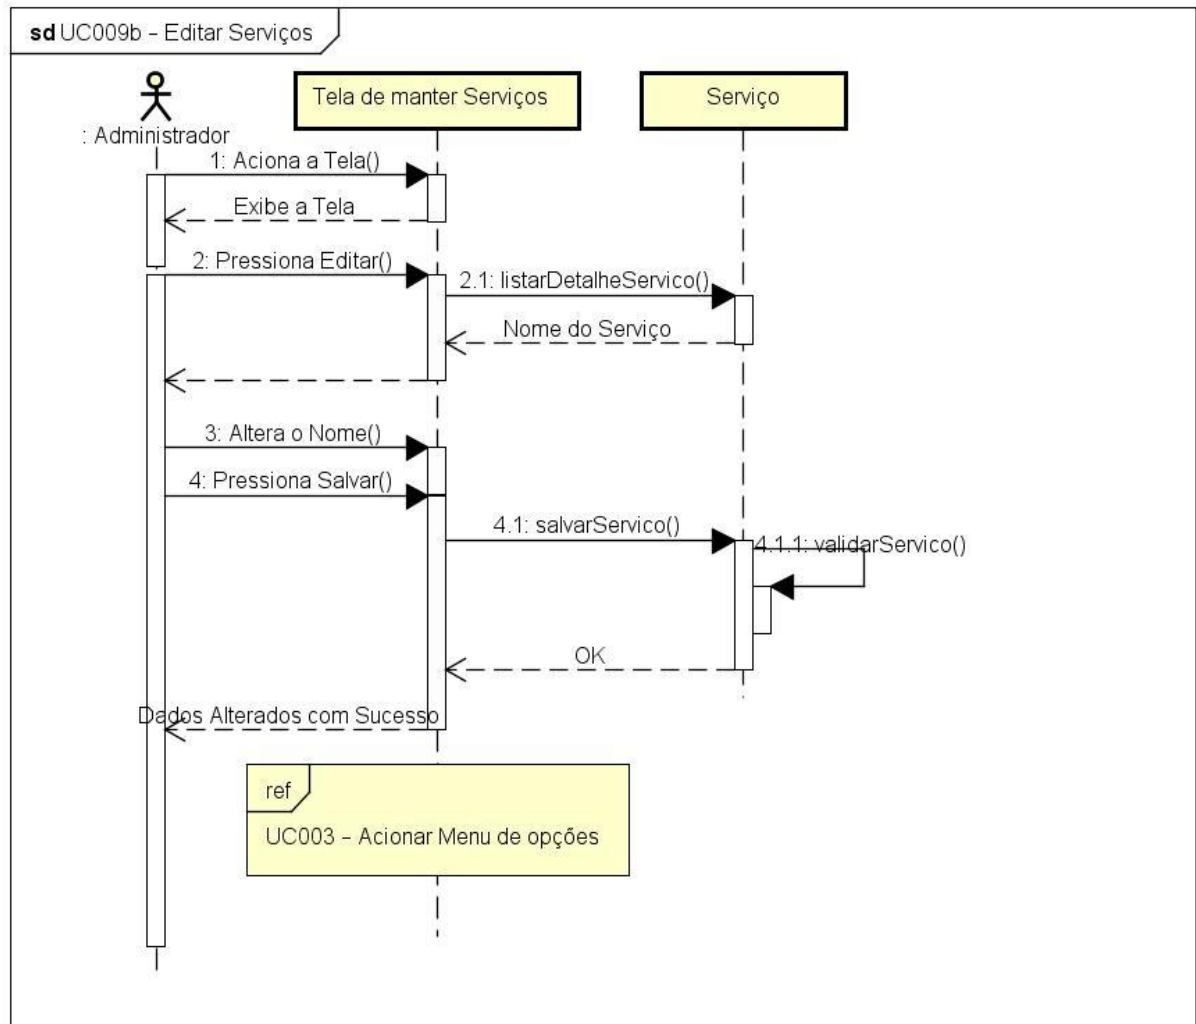 sd UC009b – Editar Serviços
Tela de manter Serviços
Serviço
: Administrador
1: Aciona a Tela()
Exibe a Tela
2: Pressiona Editar()
2.1: listarDetalheServico()
Nome do Serviço
3: Altera o Nome()
4: Pressiona Salvar()
4.1: salvarServico()
4.1.1: validarServico()
OK
Dados Alterados com Sucesso
ref
UC003 – Acionar Menu de opções